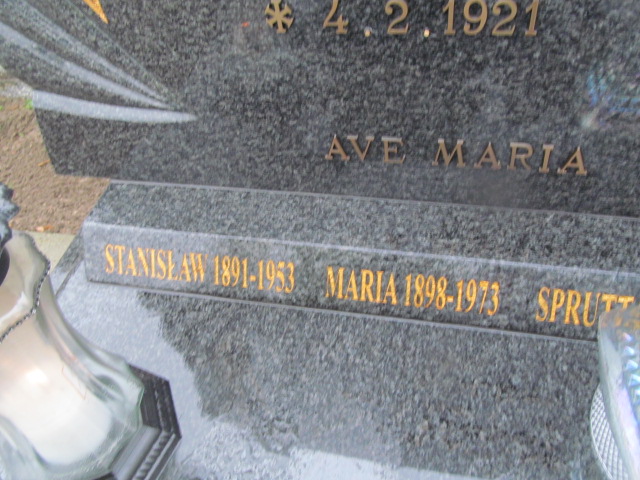 * 4.2.1921
AVE MARIA
STANISŁAW 1891-1953 MARIA 1898-1973